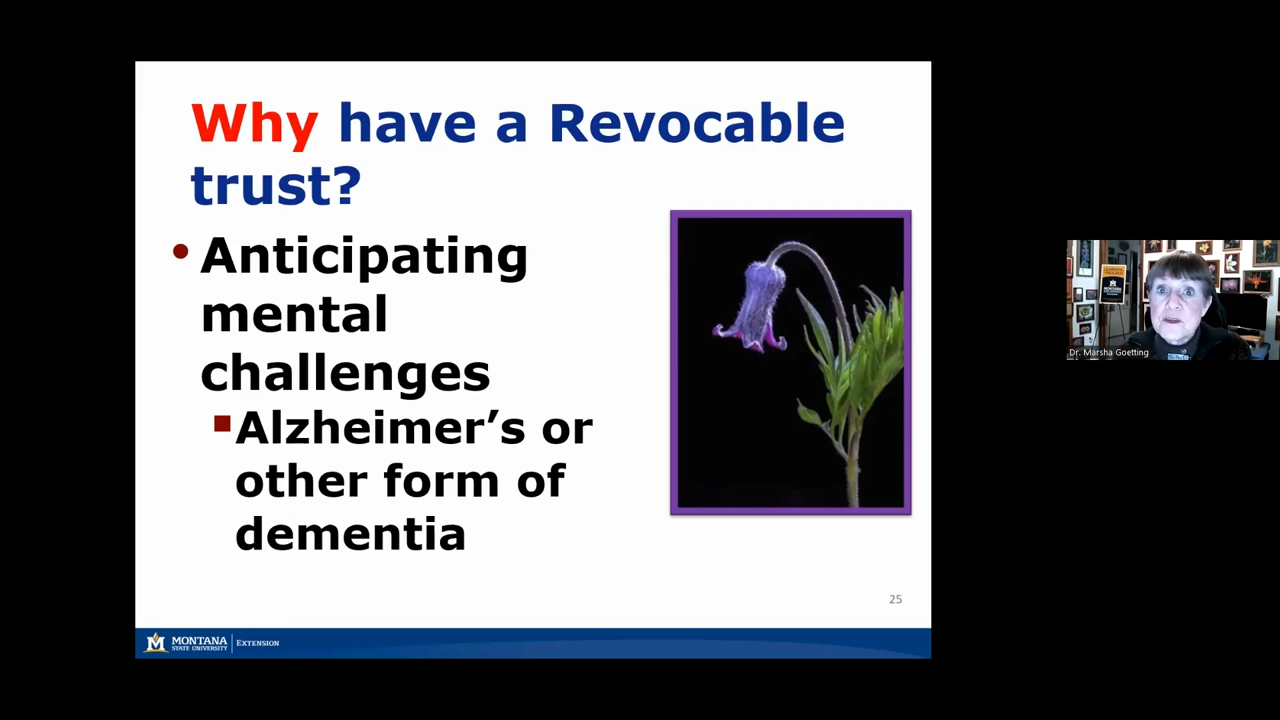 Why have a Revocable
trust?
• Anticipating
mental
challenges
▪Alzheimer’s or
other form of
dementia
25
M MONTANA
STATE UNIVERSITY
EXTENSION
Dr. Marsha Goetting
MONTANA